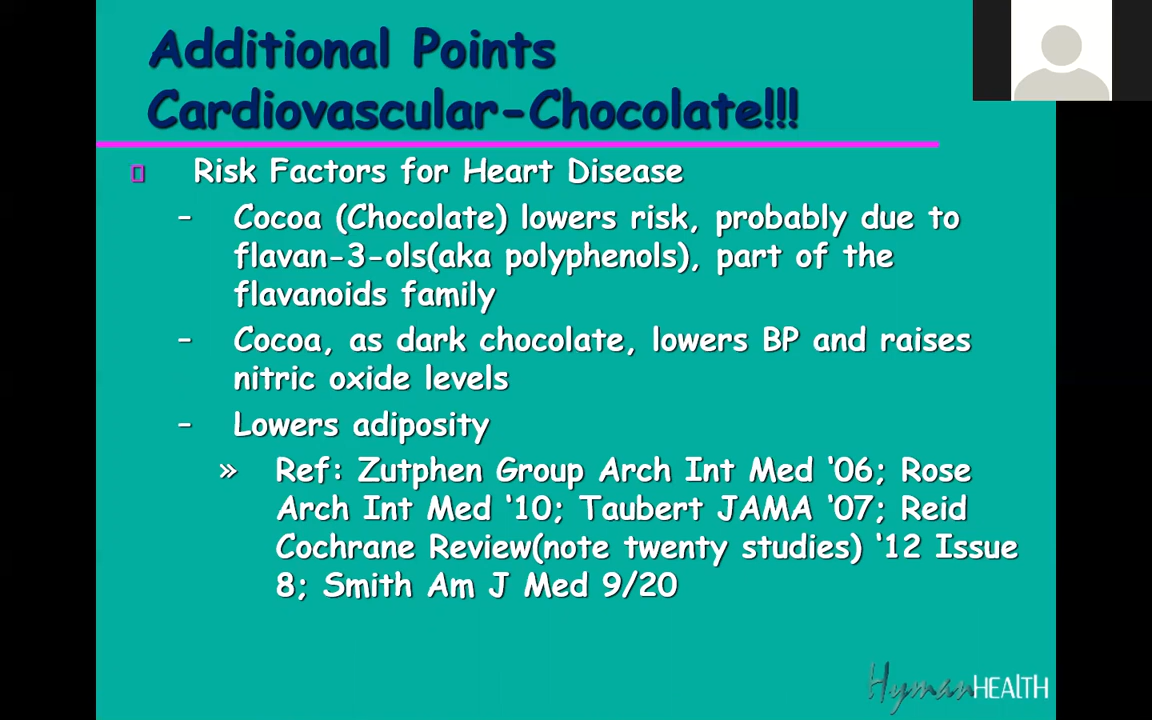 Additional Points
Cardiovascular-Chocolate!!!
Risk Factors for Heart Disease
– Cocoa (Chocolate) lowers risk, probably due to
flavan-3-ols(aka polyphenols), part of the
flavanoids family
– Cocoa, as dark chocolate, lowers BP and raises
nitric oxide levels
– Lowers adiposity
» Ref: Zutphen Group Arch Int Med ‘06; Rose
Arch Int Med ‘10; Taubert JAMA ‘07; Reid
Cochrane Review(note twenty studies) ‘12 Issue
8; Smith Am J Med 9/20
HymanHEALTH